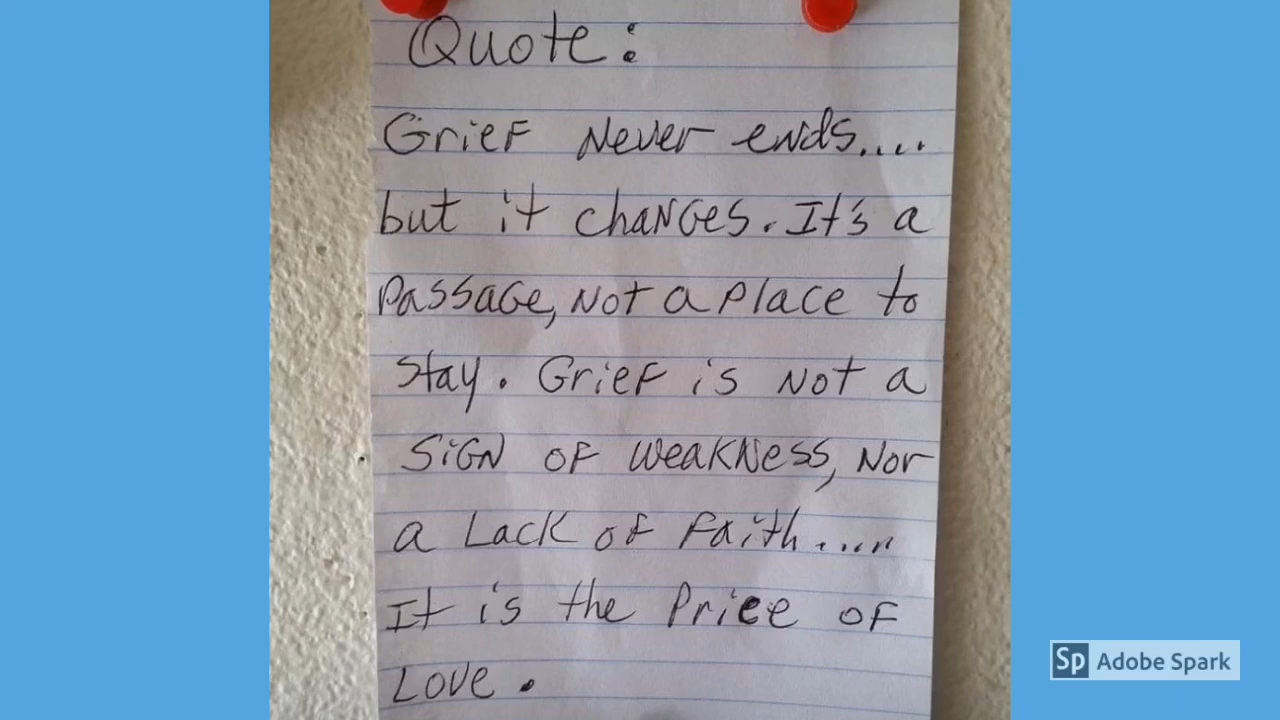 Quote:
Grief Never ends....
but it changes. It's a
Passage, Not a Place to
stay. Grief is Not a
Sign of weakness, Nor
a Lack of Faith....
It is the Price of
Love.
Sp Adobe Spark